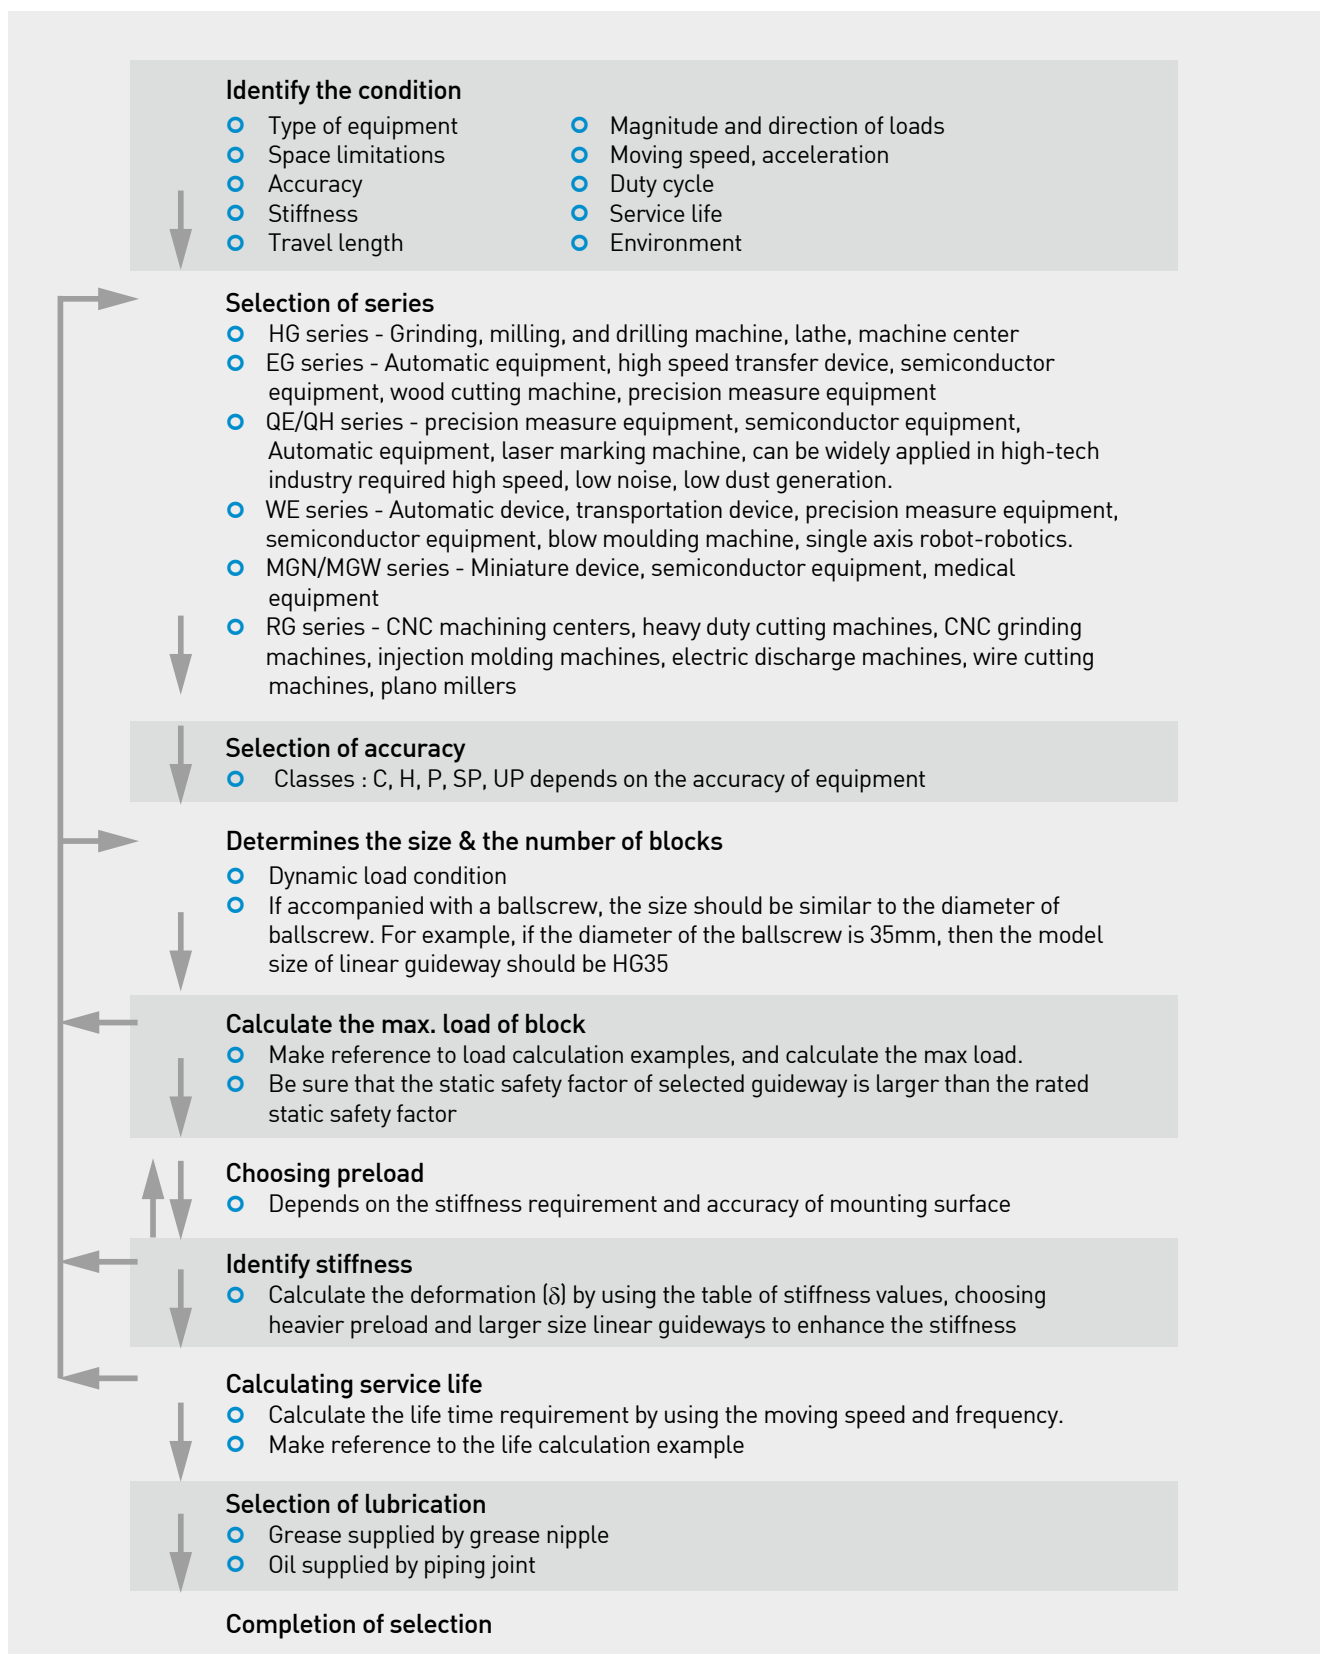 Identify the condition
Type of equipment
Space limitations
Accuracy
Stiffness
Travel length
Magnitude and direction of loads
Moving speed, acceleration
Duty cycle
Service life
Environment
Selection of series
HG series - Grinding, milling, and drilling machine, lathe, machine center
EG series - Automatic equipment, high speed transfer device, semiconductor
equipment, wood cutting machine, precision measure equipment
QE/QH series - precision measure equipment, semiconductor equipment,
Automatic equipment, laser marking machine, can be widely applied in high-tech
industry required high speed, low noise, low dust generation.
WE series - Automatic device, transportation device, precision measure equipment,
semiconductor equipment, blow moulding machine, single axis robot-robotics.
MGN/MGW series - Miniature device, semiconductor equipment, medical
equipment
RG series - CNC machining centers, heavy duty cutting machines, CNC grinding
machines, injection molding machines, electric discharge machines, wire cutting
machines, plano millers
Selection of accuracy
Classes : C, H, P, SP, UP depends on the accuracy of equipment
Determines the size & the number of blocks
Dynamic load condition
If accompanied with a ballscrew, the size should be similar to the diameter of
ballscrew. For example, if the diameter of the ballscrew is 35mm, then the model
size of linear guideway should be HG35
Calculate the max. load of block
Make reference to load calculation examples, and calculate the max load.
Be sure that the static safety factor of selected guideway is larger than the rated
static safety factor
Choosing preload
Depends on the stiffness requirement and accuracy of mounting surface
Identify stiffness
Calculate the deformation (δ) by using the table of stiffness values, choosing
heavier preload and larger size linear guideways to enhance the stiffness
Calculating service life
Calculate the life time requirement by using the moving speed and frequency.
Make reference to the life calculation example
Selection of lubrication
Grease supplied by grease nipple
Oil supplied by piping joint
Completion of selection